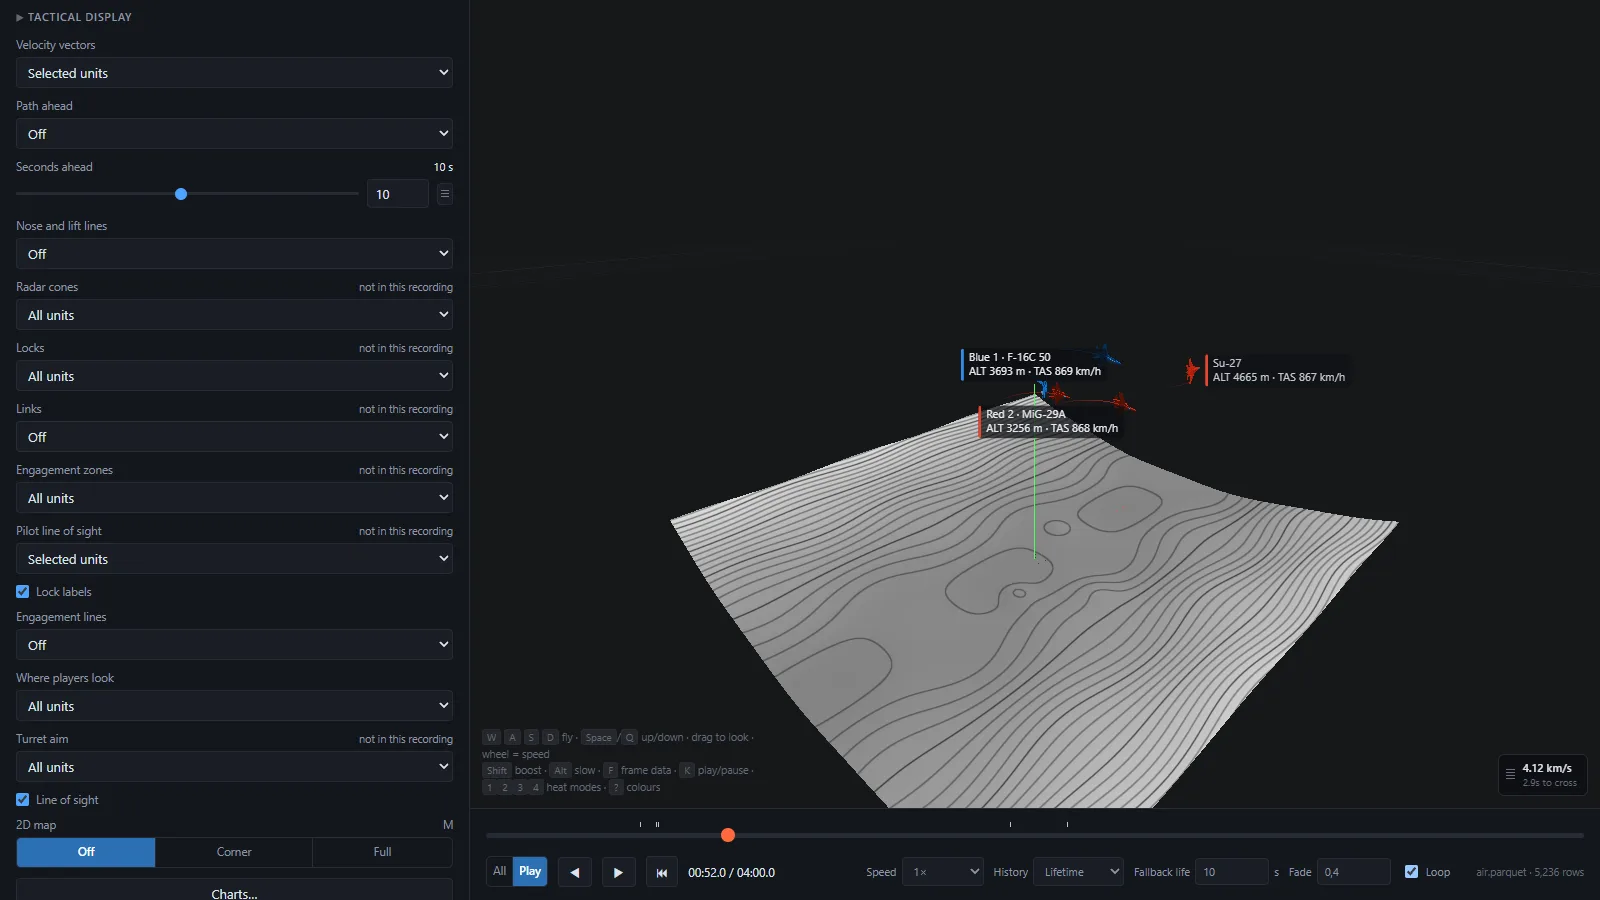 TACTICAL DISPLAY
Velocity vectors
Selected units
Path ahead
Off
Seconds ahead 10 s
10
Nose and lift lines
Off
Radar cones not in this recording
All units
Locks not in this recording
All units
Links not in this recording
Off
Engagement zones not in this recording
All units
Pilot line of sight not in this recording
Selected units
Lock labels
Engagement lines
Off
Where players look
All units
Turret aim not in this recording
All units
Line of sight
2D map M
Off Corner Full
Charts...
Blue 1 · F-16C 50
ALT 3693 m · TAS 869 km/h
Su-27
ALT 4665 m · TAS 867 km/h
Red 2 · MiG-29A
ALT 3256 m · TAS 868 km/h
W A S D fly · Space / Q up/down · drag to look ·
wheel = speed
Shift boost · Alt slow · F frame data · K play/pause ·
1 2 3 4 heat modes · ? colours
4.12 km/s
2.9s to cross
All Play 00:52.0 / 04:00.0 Speed 1× History Lifetime Fallback life 10 s Fade 0,4 Loop air.parquet · 5,236 rows